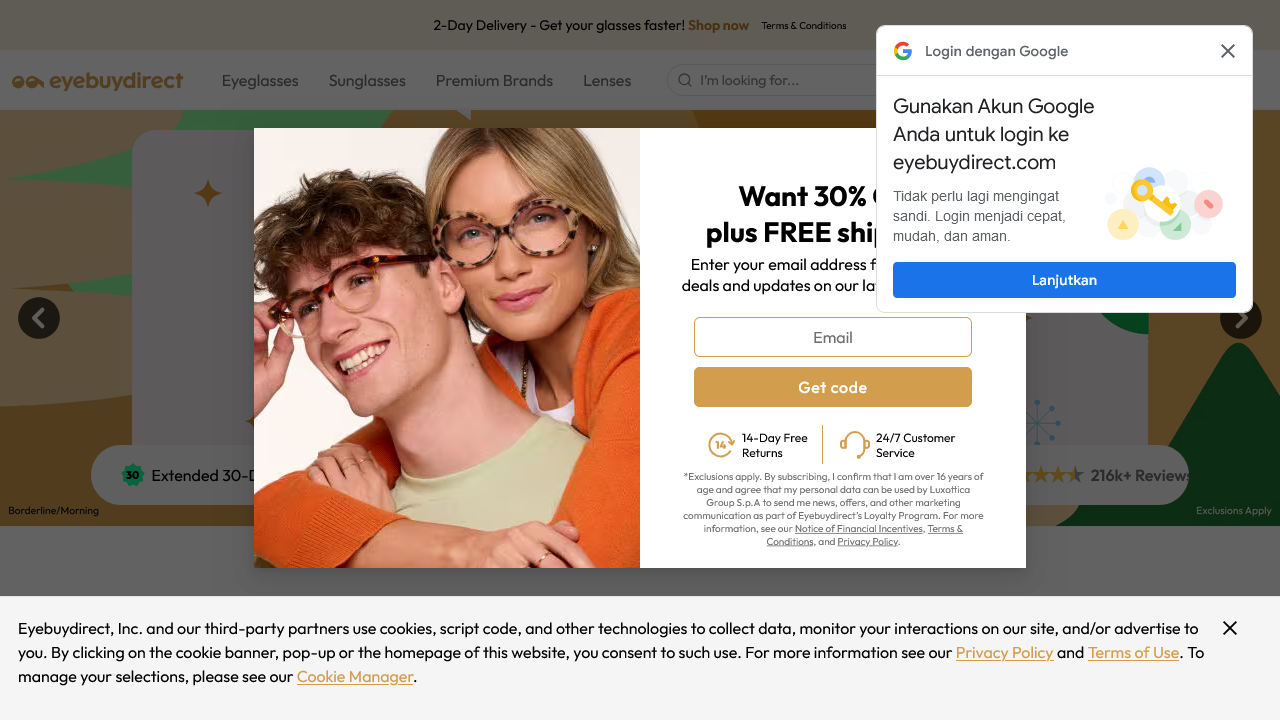 2-Day Delivery - Get your glasses faster! Shop now Terms & Conditions
eyebuydirect Eyeglasses Sunglasses Premium Brands Lenses I'm looking for...
Login dengan Google
Gunakan Akun Google
Anda untuk login ke
eyebuydirect.com
Tidak perlu lagi mengingat
sandi. Login menjadi cepat,
mudah, dan aman.
Lanjutkan
Want 30%
plus FREE
Enter your email address
deals and updates on our
Email
Get code
14
14-Day Free
Returns
24/7 Customer
Service
*Exclusions apply. By subscribing, I confirm that I am over 16 years of
age and agree that my personal data can be used by Luxottica
Group S.p.A to send me news, offers, and other marketing
communication as part of Eyebuydirect's Loyalty Program. For more
information, see our Notice of Financial Incentives, Terms &
Conditions, and Privacy Policy.
30 Extended 30-D
216k+ Reviews
Borderline/Morning
Exclusions Apply
Eyebuydirect, Inc. and our third-party partners use cookies, script code, and other technologies to collect data, monitor your interactions on our site, and/or advertise to
you. By clicking on the cookie banner, pop-up or the homepage of this website, you consent to such use. For more information see our Privacy Policy and Terms of Use. To
manage your selections, please see our Cookie Manager.